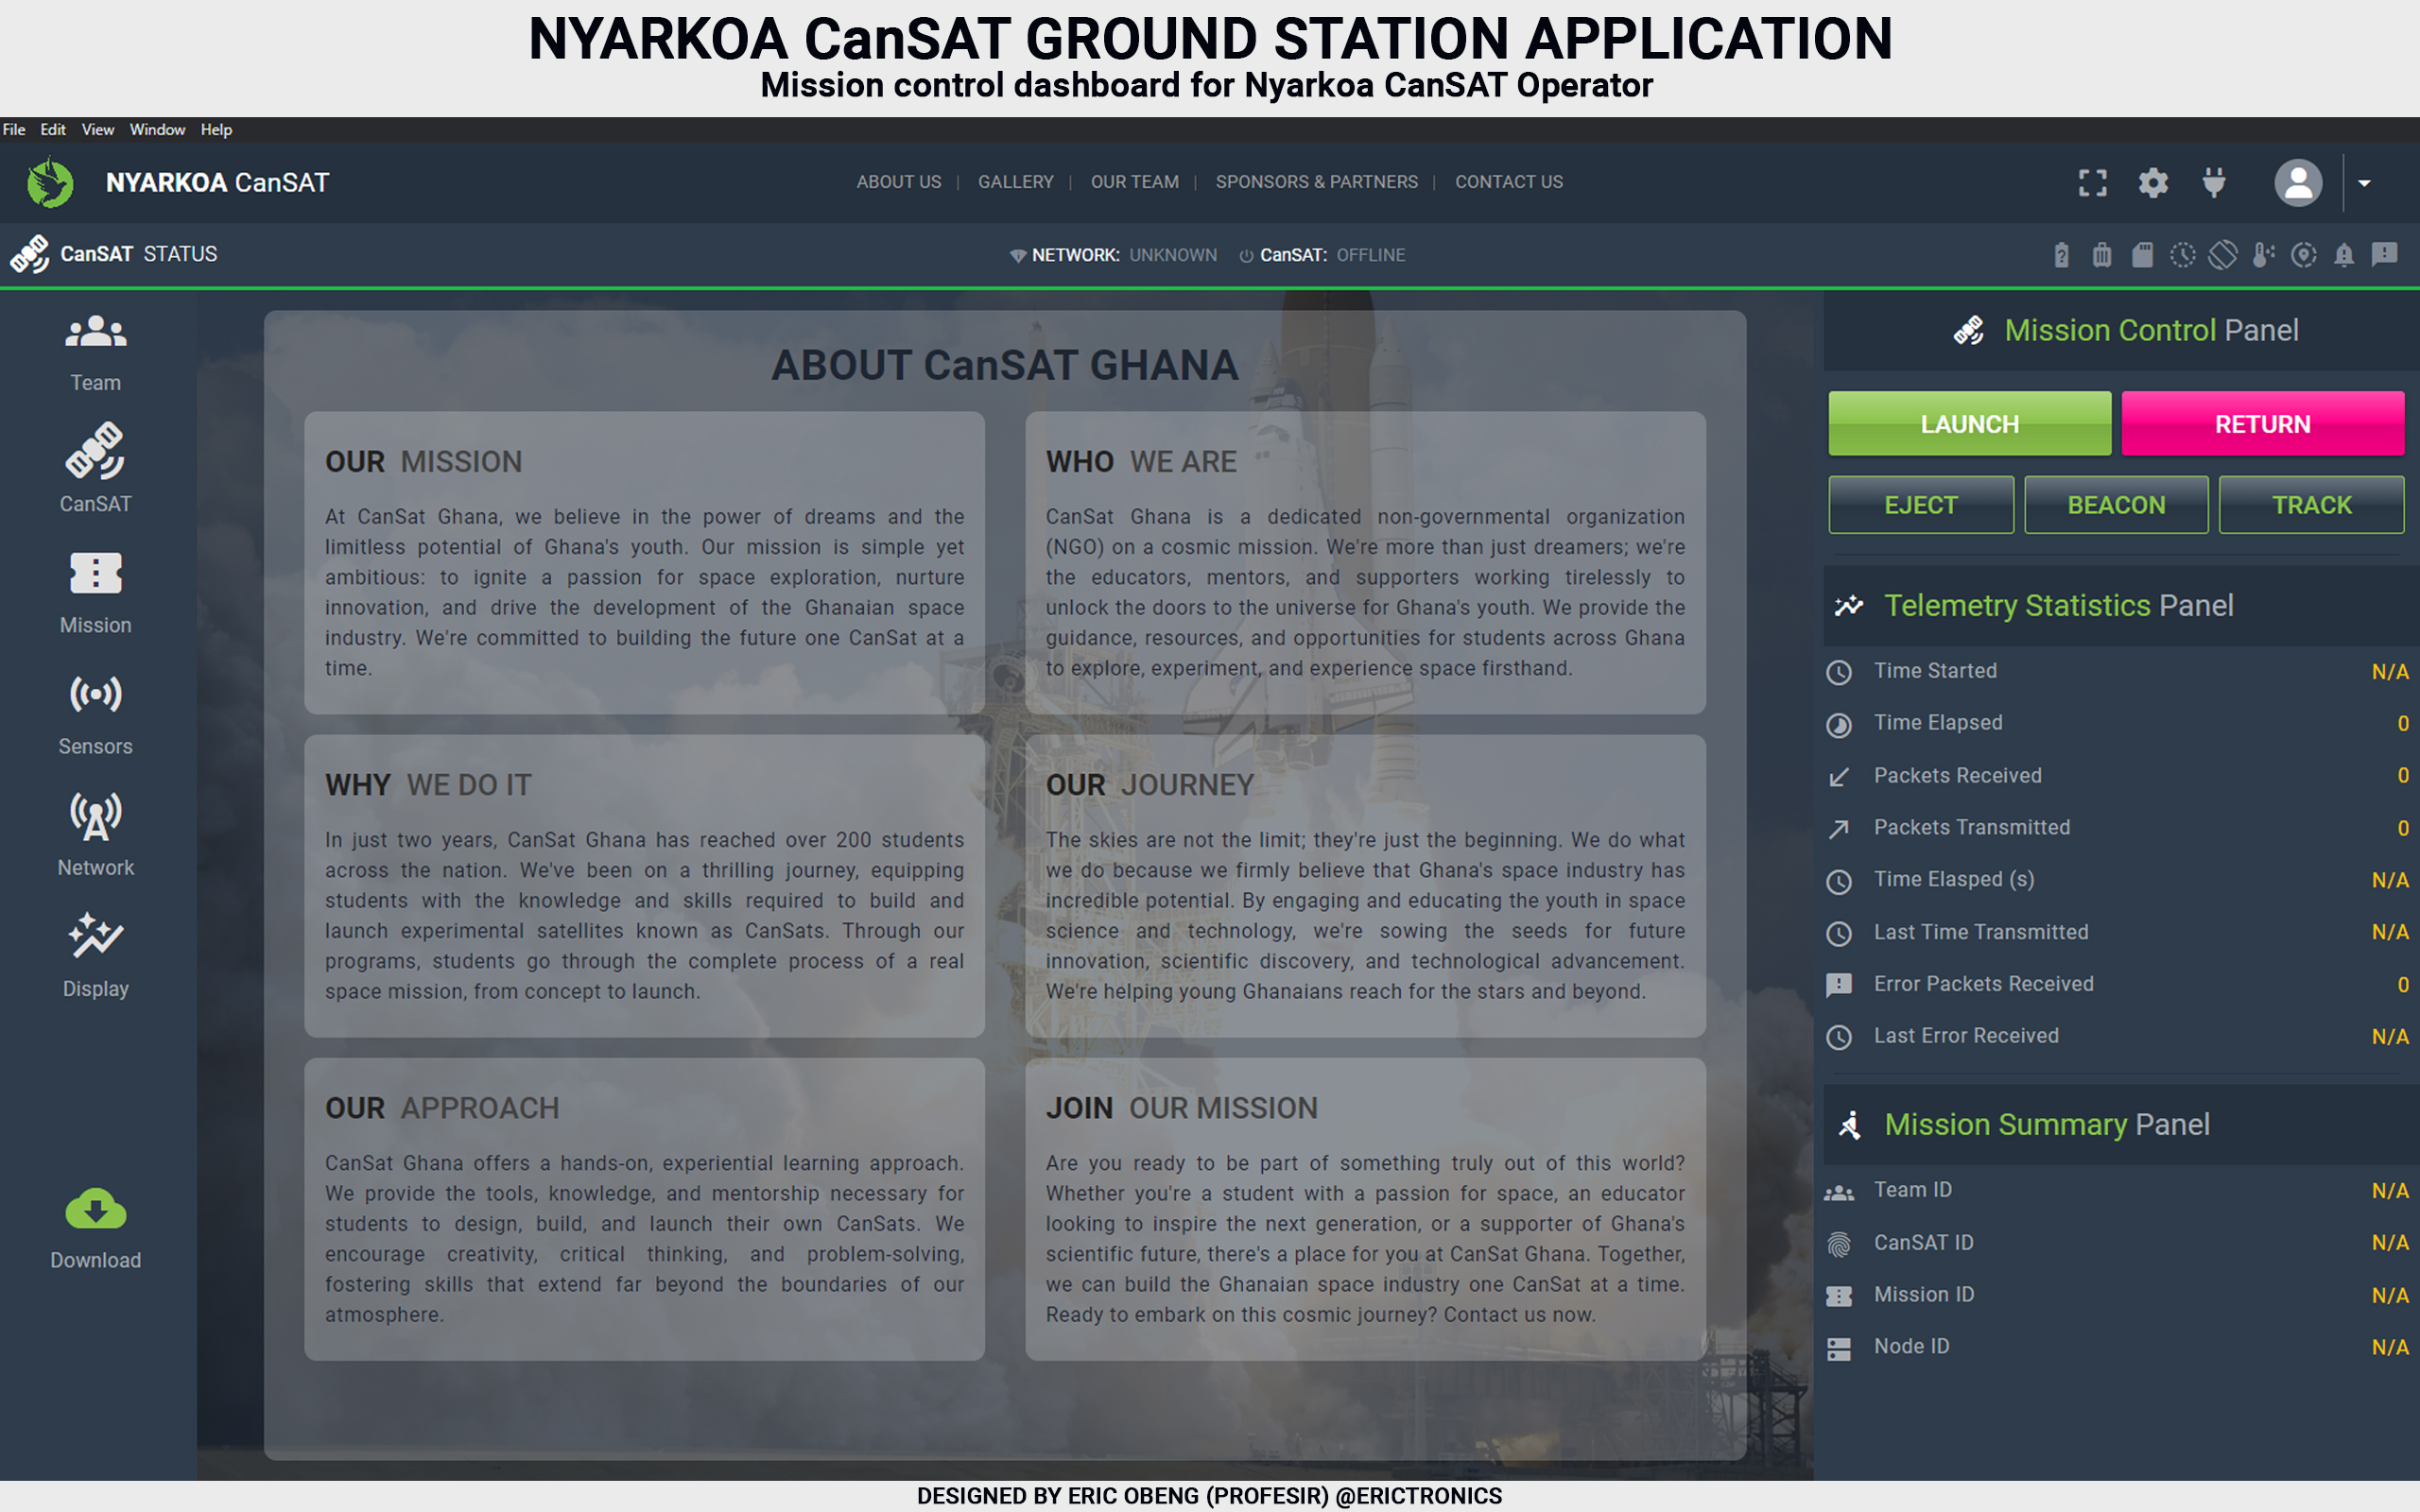 NYARKOA CanSAT GROUND STATION APPLICATION
Mission control dashboard for Nyarkoa CanSAT Operator
File Edit View Window Help
NYARKOA CanSAT
ABOUT US | GALLERY | OUR TEAM | SPONSORS & PARTNERS | CONTACT US
CanSAT STATUS
NETWORK: UNKNOWN CanSAT: OFFLINE
Team
CanSAT
Mission
Sensors
Network
Display
Download
ABOUT CanSAT GHANA
OUR MISSION
At CanSat Ghana, we believe in the power of dreams and the
limitless potential of Ghana's youth. Our mission is simple yet
ambitious: to ignite a passion for space exploration, nurture
innovation, and drive the development of the Ghanaian space
industry. We're committed to building the future one CanSat at a
time.
WHO WE ARE
CanSat Ghana is a dedicated non-governmental organization
(NGO) on a cosmic mission. We're more than just dreamers; we're
the educators, mentors, and supporters working tirelessly to
unlock the doors to the universe for Ghana's youth. We provide the
guidance, resources, and opportunities for students across Ghana
to explore, experiment, and experience space firsthand.
WHY WE DO IT
In just two years, CanSat Ghana has reached over 200 students
across the nation. We've been on a thrilling journey, equipping
students with the knowledge and skills required to build and
launch experimental satellites known as CanSats. Through our
programs, students go through the complete process of a real
space mission, from concept to launch.
OUR JOURNEY
The skies are not the limit; they're just the beginning. We do what
we do because we firmly believe that Ghana's space industry has
incredible potential. By engaging and educating the youth in space
science and technology, we're sowing the seeds for future
innovation, scientific discovery, and technological advancement.
We're helping young Ghanaians reach for the stars and beyond.
OUR APPROACH
CanSat Ghana offers a hands-on, experiential learning approach.
We provide the tools, knowledge, and mentorship necessary for
students to design, build, and launch their own CanSats. We
encourage creativity, critical thinking, and problem-solving,
fostering skills that extend far beyond the boundaries of our
atmosphere.
JOIN OUR MISSION
Are you ready to be part of something truly out of this world?
Whether you're a student with a passion for space, an educator
looking to inspire the next generation, or a supporter of Ghana's
scientific future, there's a place for you at CanSat Ghana. Together,
we can build the Ghanaian space industry one CanSat at a time.
Ready to embark on this cosmic journey? Contact us now.
Mission Control Panel
LAUNCH RETURN
EJECT BEACON TRACK
Telemetry Statistics Panel
Time Started N/A
Time Elapsed 0
Packets Received 0
Packets Transmitted 0
Time Elasped (s) N/A
Last Time Transmitted N/A
Error Packets Received 0
Last Error Received N/A
Mission Summary Panel
Team ID N/A
CanSAT ID N/A
Mission ID N/A
Node ID N/A
DESIGNED BY ERIC OBENG (PROFESIR) @ERICTRONICS